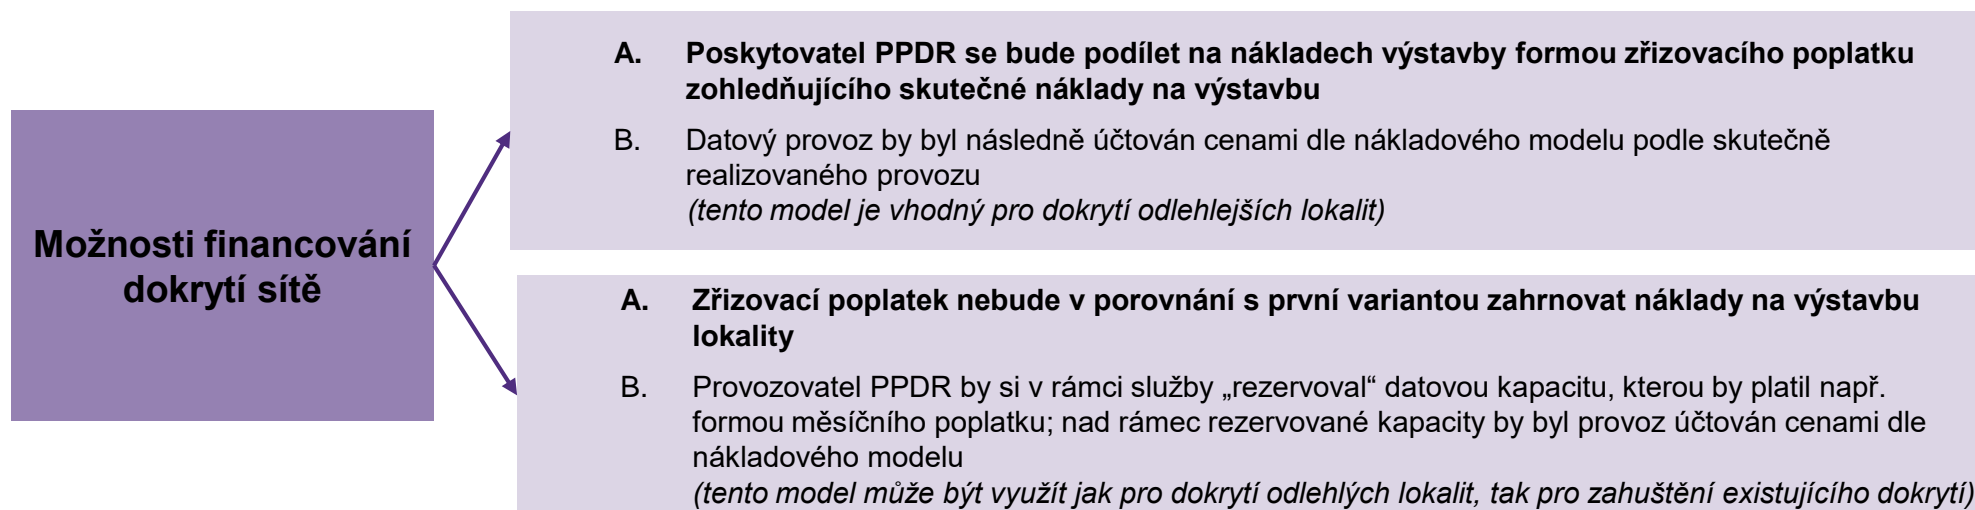 Možnosti financování
dokrytí sítě
A. Poskytovatel PPDR se bude podílet na nákladech výstavby formou zřizovacího poplatku
zohledňujícího skutečné náklady na výstavbu
B. Datový provoz by byl následně účtován cenami dle nákladového modelu podle skutečně
realizovaného provozu
(tento model je vhodný pro dokrytí odlehlejších lokalit)
A. Zřizovací poplatek nebude v porovnání s první variantou zahrnovat náklady na výstavbu
lokality
B. Provozovatel PPDR by si v rámci služby „rezervoval“ datovou kapacitu, kterou by platil např.
formou měsíčního poplatku; nad rámec rezervované kapacity by byl provoz účtován cenami dle
nákladového modelu
(tento model může být využít jak pro dokrytí odlehlých lokalit, tak pro zahuštění existujícího dokrytí)